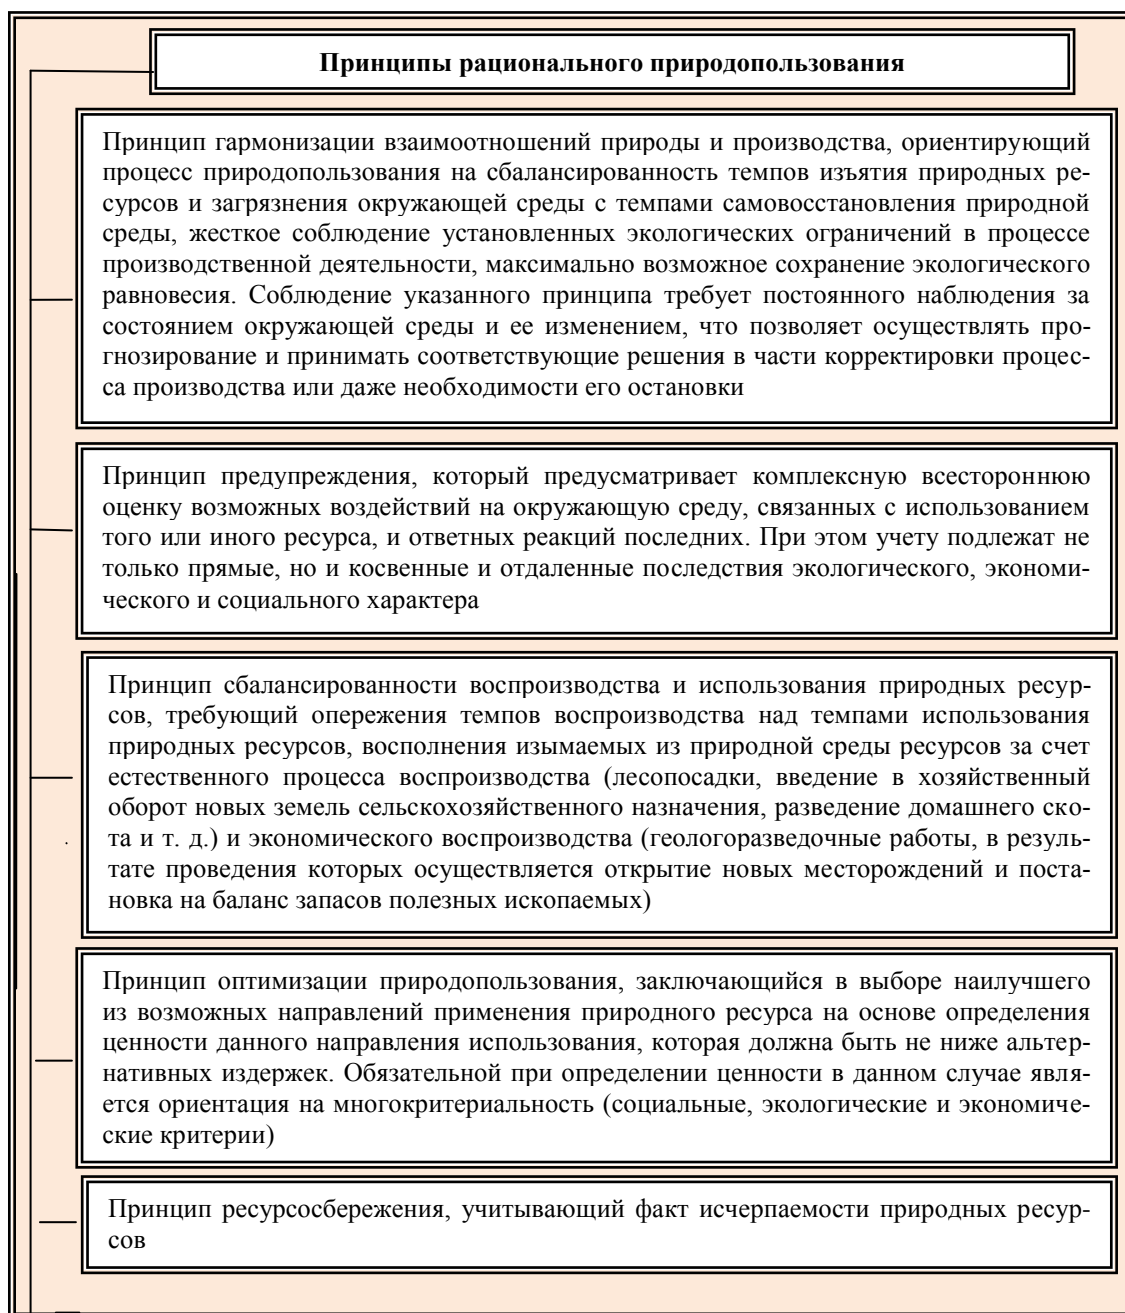 Принципы рационального природопользования
Принцип гармонизации взаимоотношений природы и производства, ориентирующий
процесс природопользования на сбалансированность темпов изъятия природных ре-
сурсов и загрязнения окружающей среды с темпами самовосстановления природной
среды, жесткое соблюдение установленных экологических ограничений в процессе
производственной деятельности, максимально возможное сохранение экологического
равновесия. Соблюдение указанного принципа требует постоянного наблюдения за
состоянием окружающей среды и ее изменением, что позволяет осуществлять про-
гнозирование и принимать соответствующие решения в части корректировки процес-
са производства или даже необходимости его остановки
Принцип предупреждения, который предусматривает комплексную всестороннюю
оценку возможных воздействий на окружающую среду, связанных с использованием
того или иного ресурса, и ответных реакций последних. При этом учету подлежат не
только прямые, но и косвенные и отдаленные последствия экологического, экономи-
ческого и социального характера
Принцип сбалансированности воспроизводства и использования природных ресур-
сов, требующий опережения темпов воспроизводства над темпами использования
природных ресурсов, восполнения изымаемых из природной среды ресурсов за счет
естественного процесса воспроизводства (лесопосадки, введение в хозяйственный
оборот новых земель сельскохозяйственного назначения, разведение домашнего ско-
та и т. д.) и экономического воспроизводства (геологоразведочные работы, в резуль-
тате проведения которых осуществляется открытие новых месторождений и поста-
новка на баланс запасов полезных ископаемых)
Принцип оптимизации природопользования, заключающийся в выборе наилучшего
из возможных направлений применения природного ресурса на основе определения
ценности данного направления использования, которая должна быть не ниже альтер-
нативных издержек. Обязательной при определении ценности в данном случае явля-
ется ориентация на многокритериальность (социальные, экологические и экономиче-
ские критерии)
Принцип ресурсосбережения, учитывающий факт исчерпаемости природных ресур-
сов